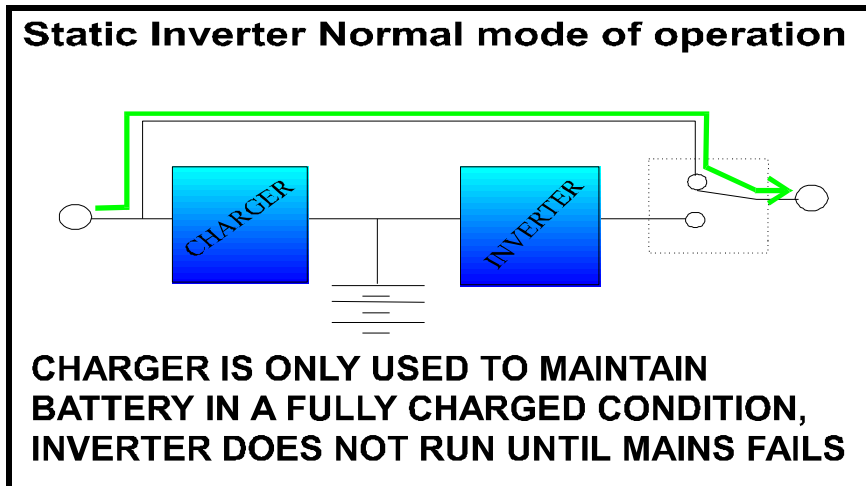 Static Inverter Normal mode of operation
CHARGER
INVERTER
CHARGER IS ONLY USED TO MAINTAIN
BATTERY IN A FULLY CHARGED CONDITION,
INVERTER DOES NOT RUN UNTIL MAINS FAILS